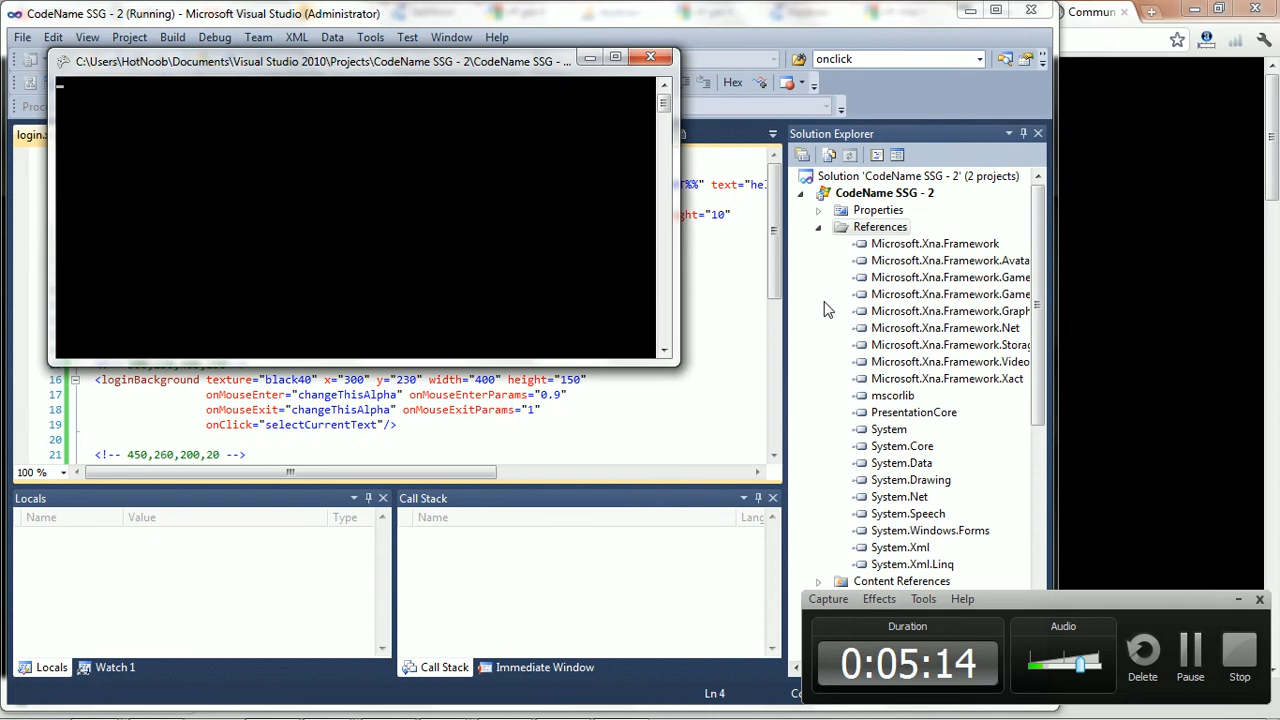 CodeName SSG - 2 (Running) - Microsoft Visual Studio (Administrator)
Commun
File Edit View Project Build Debug Team XML Data Tools Test Window Help
C:\Users\HotNoob\Documents\Visual Studio 2010\Projects\CodeName SSG - 2\CodeName SSG - ...
onclick
Hex
Proc
login.
Solution Explorer
T%%" text="he
ght="10"
Solution 'CodeName SSG - 2' (2 projects)
CodeName SSG - 2
Properties
References
Microsoft.Xna.Framework
Microsoft.Xna.Framework.Avata
Microsoft.Xna.Framework.Game
Microsoft.Xna.Framework.Game
Microsoft.Xna.Framework.Graph
Microsoft.Xna.Framework.Net
Microsoft.Xna.Framework.Storag
Microsoft.Xna.Framework.Video
Microsoft.Xna.Framework.Xact
mscorlib
PresentationCore
System
System.Core
System.Data
System.Drawing
System.Net
System.Speech
System.Windows.Forms
System.Xml
System.Xml.Linq
Content References
16 <loginBackground texture="black40" x="300" y="230" width="400" height="150"
17 onMouseEnter="changeThisAlpha" onMouseEnterParams="0.9"
18 onMouseExit="changeThisAlpha" onMouseExitParams="1"
19 onClick="selectCurrentText"/>
20
21 <!-- 450,260,200,20 -->
100 %
Locals
Name Value Type
Call Stack
Name Lang
Locals Watch 1
Call Stack Immediate Window
Ln 4
Capture Effects Tools Help
Duration
0:05:14
Audio
Delete Pause Stop